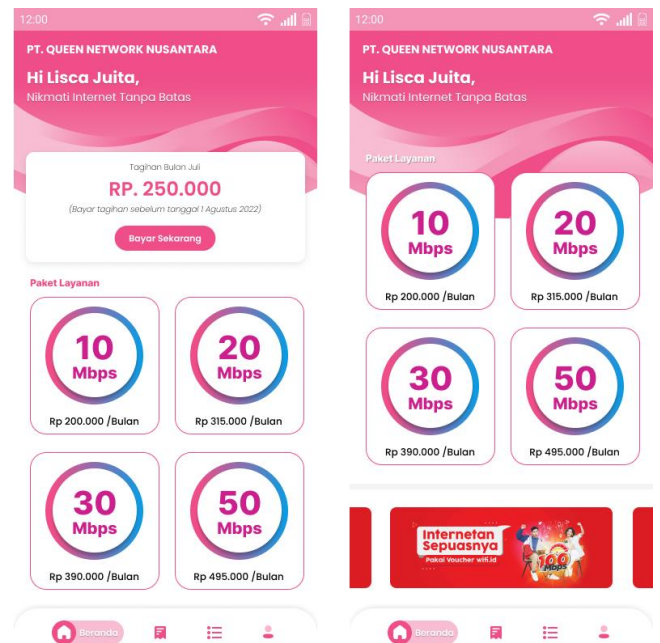 12:00
PT. QUEEN NETWORK NUSANTARA
Hi Lisca Juita,
Nikmati Internet Tanpa Batas
Tagihan Bulan Juli
RP. 250.000
(Bayar tagihan sebelum tanggal 1 Agustus 2022)
Bayar Sekarang
Paket Layanan
10
Mbps
Rp 200.000 /Bulan
20
Mbps
Rp 315.000 /Bulan
30
Mbps
Rp 390.000 /Bulan
50
Mbps
Rp 495.000 /Bulan
Beranda
12:00
PT. QUEEN NETWORK NUSANTARA
Hi Lisca Juita,
Nikmati Internet Tanpa Batas
Paket Layanan
10
Mbps
Rp 200.000 /Bulan
20
Mbps
Rp 315.000 /Bulan
30
Mbps
Rp 390.000 /Bulan
50
Mbps
Rp 495.000 /Bulan
Internetan
Sepuasnya
Pakai Voucher wifi.id
100
Mbps
Beranda